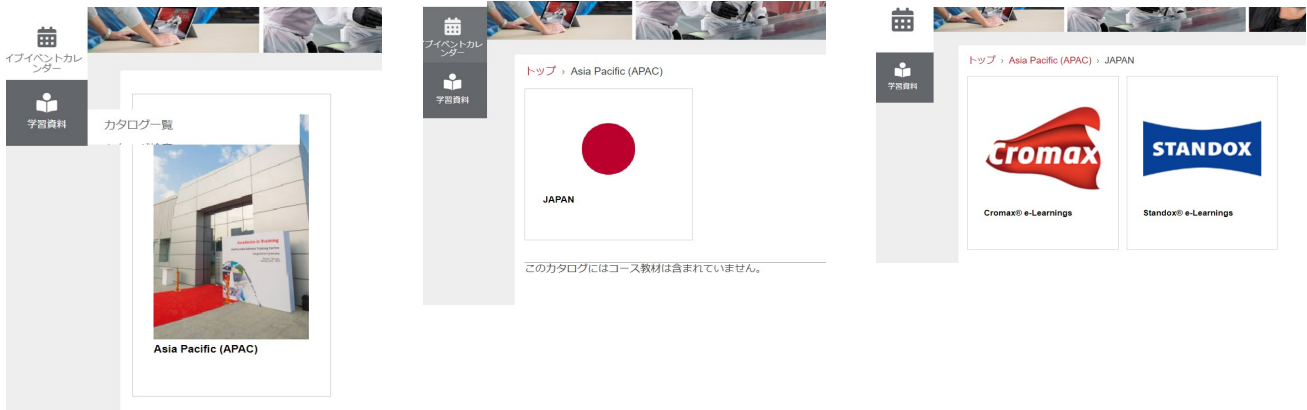 イブイベントカレ
ンダー
学習資料
カタログ一覧
Excellence in Training
Asia Pacific (APAC)
イブイベントカレ
ンダー
学習資料
トップ › Asia Pacific (APAC)
JAPAN
このカタログにはコース教材は含まれていません。
学習資料
トップ › Asia Pacific (APAC) › JAPAN
Cromax
STANDOX
Cromax® e-Learnings
Standox® e-Learnings